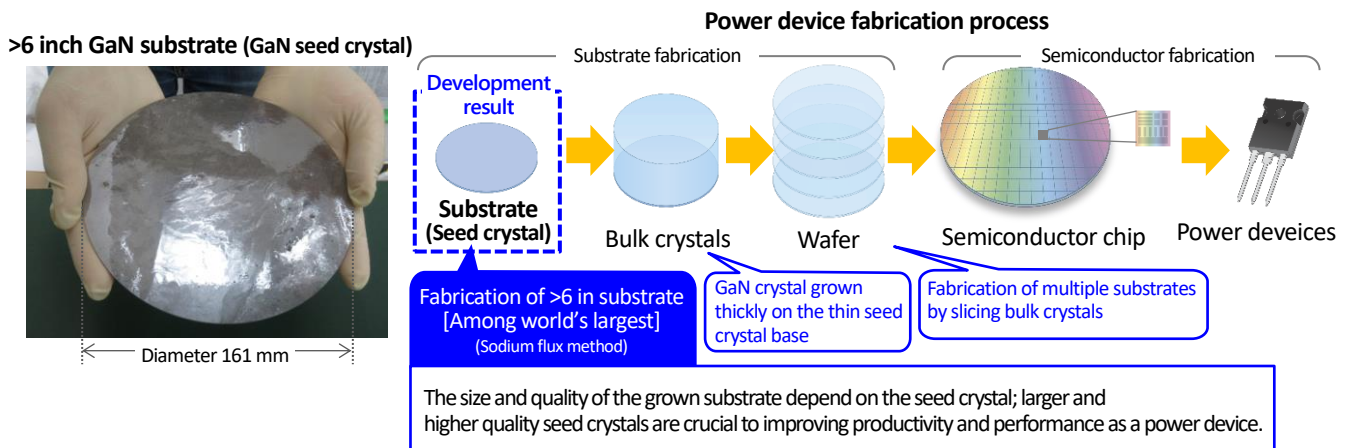 >6 inch GaN substrate (GaN seed crystal)
Diameter 161 mm
Power device fabrication process
Substrate fabrication
Semiconductor fabrication
Development
result
Substrate
(Seed crystal)
Bulk crystals
Wafer
Semiconductor chip
Power deveices
Fabrication of >6 in substrate
[Among world's largest]
(Sodium flux method)
GaN crystal grown
thickly on the thin seed
crystal base
Fabrication of multiple substrates
by slicing bulk crystals
The size and quality of the grown substrate depend on the seed crystal; larger and
higher quality seed crystals are crucial to improving productivity and performance as a power device.